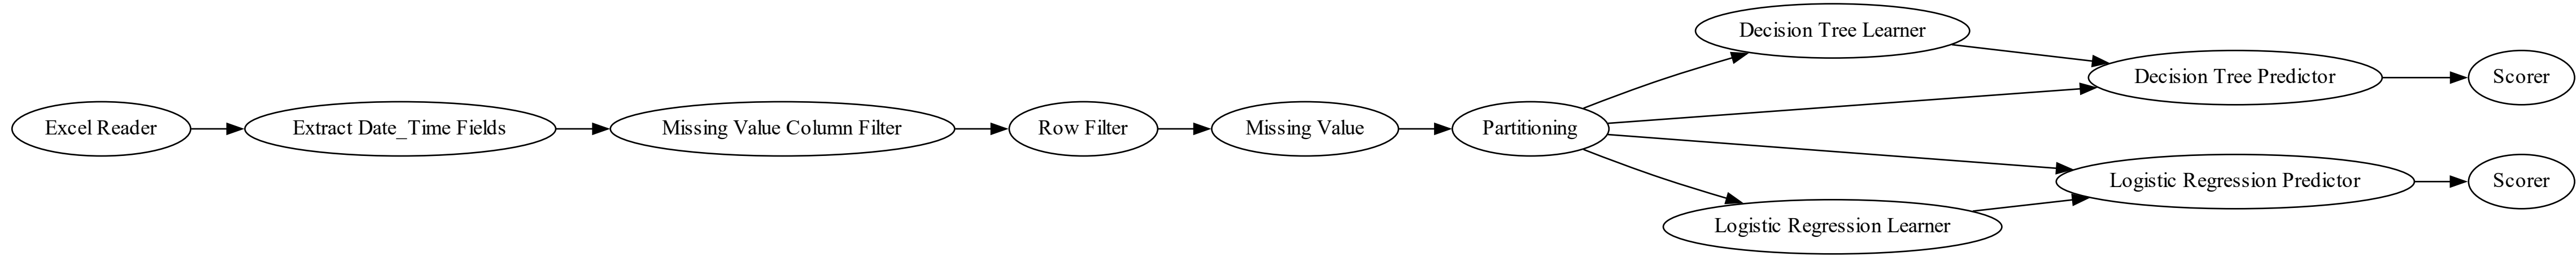 Excel Reader
Extract Date_Time Fields
Missing Value Column Filter
Row Filter
Missing Value
Partitioning
Decision Tree Learner
Decision Tree Predictor
Scorer
Logistic Regression Learner
Logistic Regression Predictor
Scorer